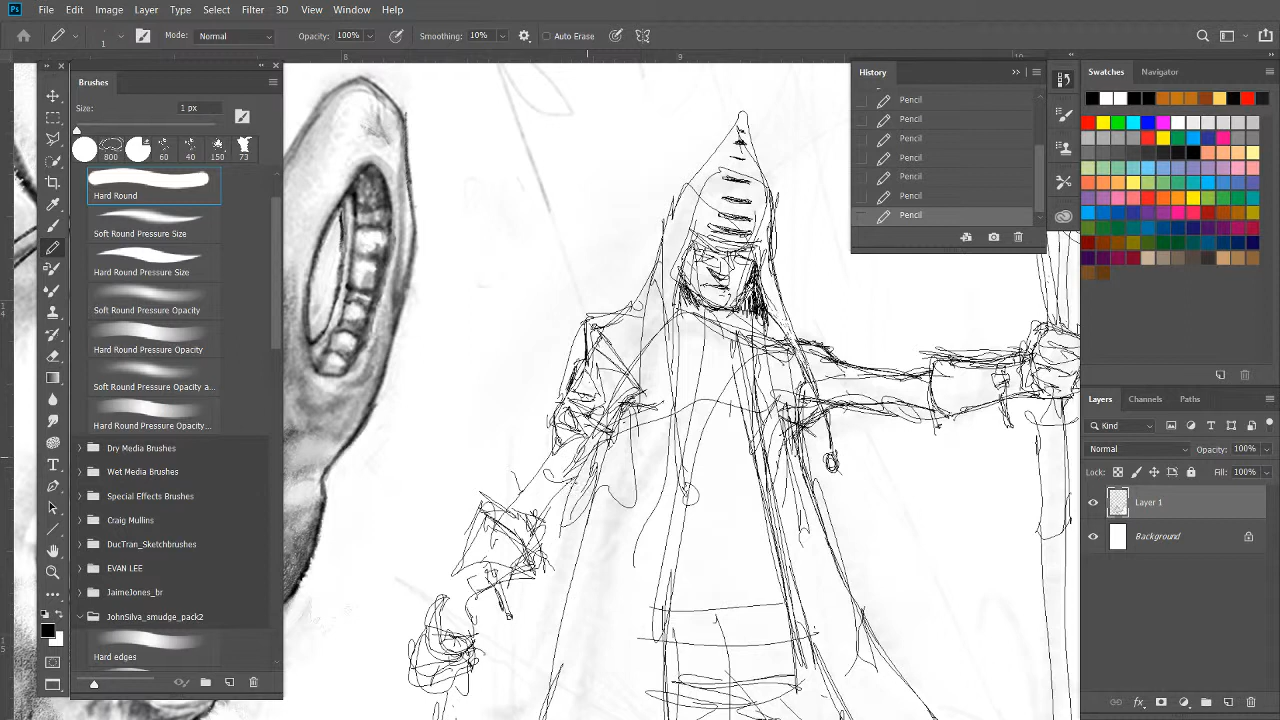 Ps File Edit Image Layer Type Select Filter 3D View Window Help
1 Mode: Normal Opacity: 100% Smoothing: 10% Auto Erase
8 9 10
Brushes
Size: 1 px
800 60 40 150 73
Hard Round
Soft Round Pressure Size
Hard Round Pressure Size
Soft Round Pressure Opacity
Hard Round Pressure Opacity
Soft Round Pressure Opacity a...
Hard Round Pressure Opacity...
Dry Media Brushes
Wet Media Brushes
Special Effects Brushes
Craig Mullins
DucTran_Sketchbrushes
EVAN LEE
JaimeJones_br
JohnSilva_smudge_pack2
Hard edges
History
Pencil
Pencil
Pencil
Pencil
Pencil
Pencil
Pencil
Swatches Navigator
Layers Channels Paths
Kind
Normal Opacity: 100%
Lock: Fill: 100%
Layer 1
Background